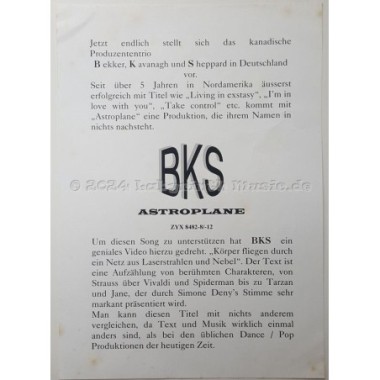 Jetzt endlich stellt sich das kanadische
Produzententrio
B ekker, K avanagh und S heppard in Deutschland
vor.
Seit über 5 Jahren in Nordamerika äusserst
erfolgreich mit Titel wie „Living in exstasy“, „I'm in
love with you“, „Take control“ etc. kommt mit
„Astroplane“ eine Produktion, die ihrem Namen in
nichts nachsteht.
BKS
ASTROPLANE
ZYX 8482-R-12
Um diesen Song zu unterstützen hat BKS ein
geniales Video hierzu gedreht. „Körper fliegen durch
ein Netz aus Laserstrahlen und Nebel“. Der Text ist
eine Aufzählung von berühmten Charakteren, von
Strauss über Vivaldi und Spiderman bis zu Tarzan
und Jane, der durch Simone Deny's Stimme sehr
markant präsentiert wird.
Man kann diesen Titel mit nichts anderem
vergleichen, da Text und Musik wirklich einmal
anders sind, als bei den üblichen Dance / Pop
Produktionen der heutigen Zeit.